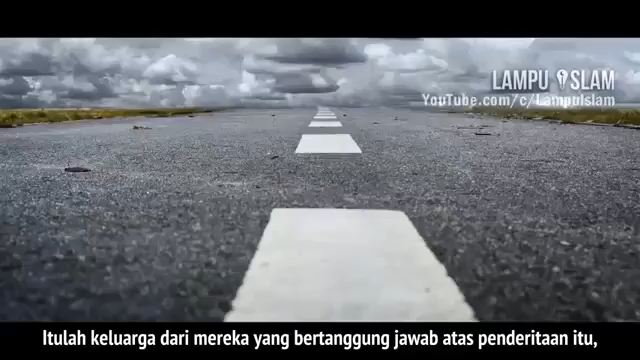 LAMPU ISLAM
YouTube.com/c/LampuIslam
Itulah keluarga dari mereka yang bertanggung jawab atas penderitaan itu,